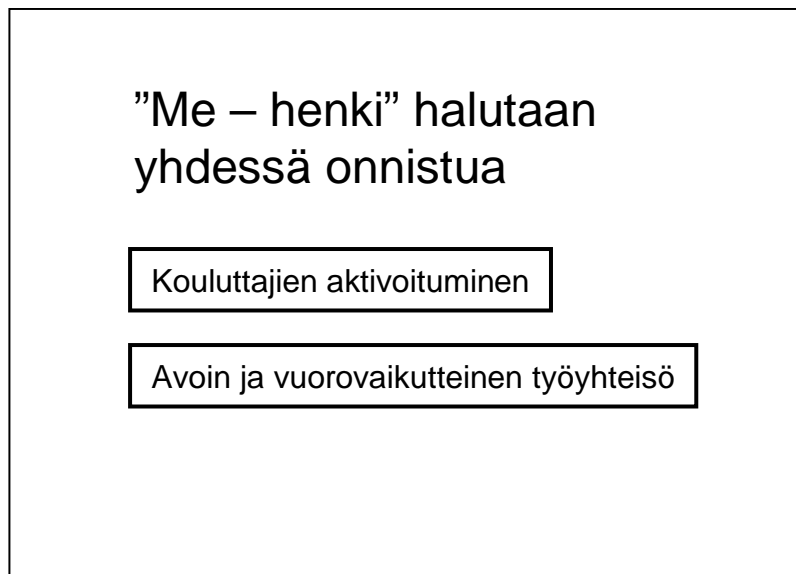 ”Me – henki” halutaan
yhdessä onnistua
Kouluttajien aktivoituminen
Avoin ja vuorovaikutteinen työyhteisö